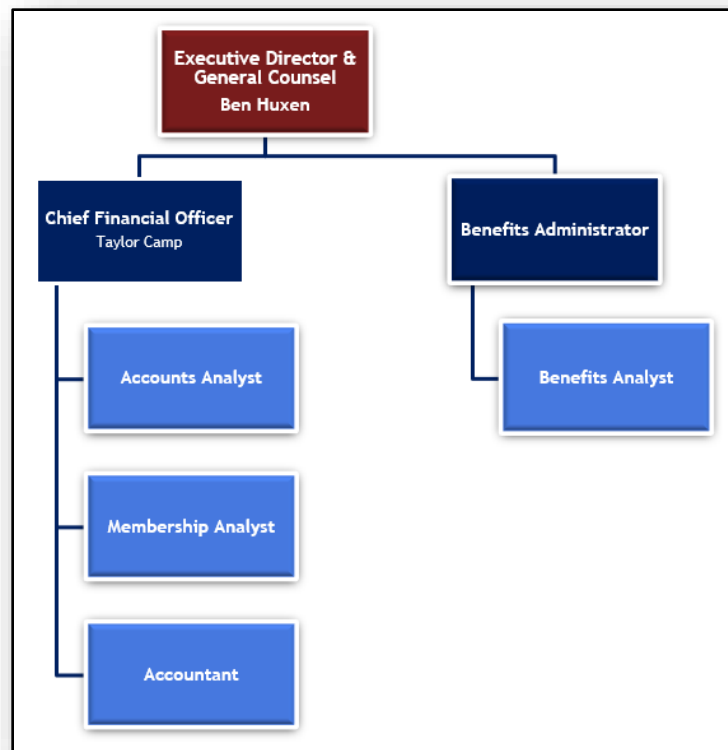 Executive Director &
General Counsel
Ben Huxen
Chief Financial Officer
Taylor Camp
Benefits Administrator
Accounts Analyst
Benefits Analyst
Membership Analyst
Accountant